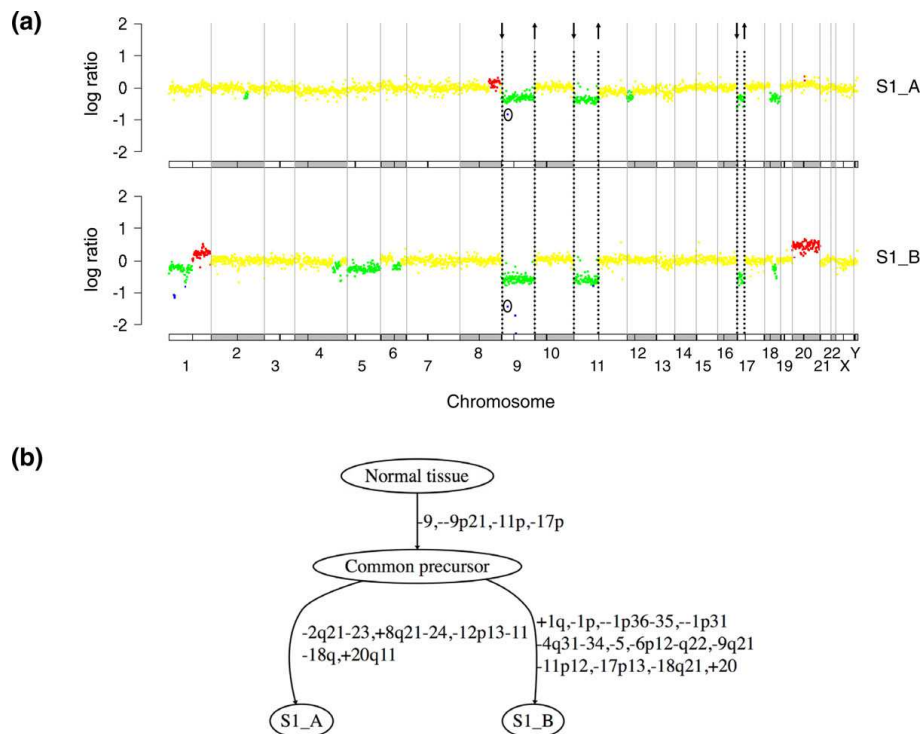 (a)
2
1
0
-1
-2
log ratio
S1_A
2
1
0
-1
-2
log ratio
S1_B
2 4 6 8 10 12 14 16 18 20 22 Y
1 3 5 7 9 11 13 15 17 19 21 X
Chromosome
(b)
Normal tissue
-9,--9p21,-11p,-17p
Common precursor
-2q21-23,+8q21-24,-12p13-11
-18q,+20q11
+1q,-1p,--1p36-35,--1p31
-4q31-34,-5,-6p12-q22,-9q21
-11p12,-17p13,-18q21,+20
S1_A
S1_B